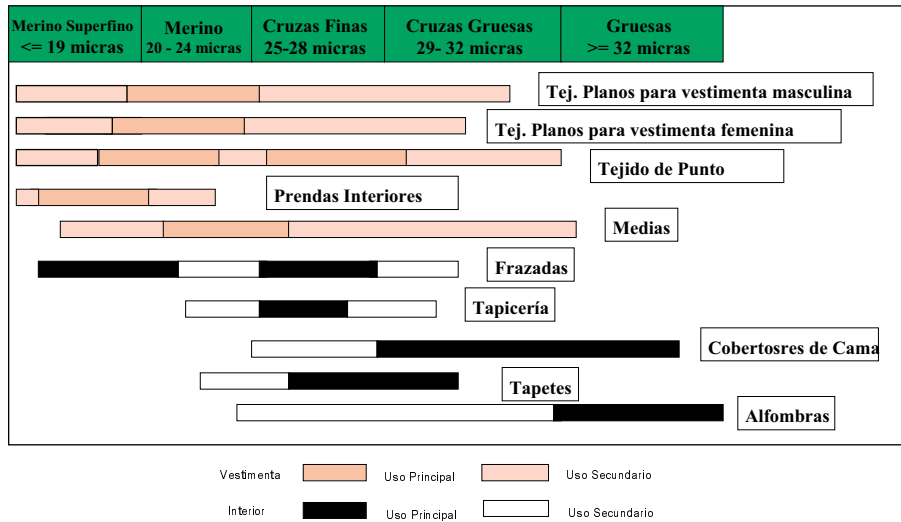 Merino Superfino
<= 19 micras
Merino
20 - 24 micras
Cruzas Finas
25-28 micras
Cruzas Gruesas
29- 32 micras
Gruesas
>= 32 micras
Tej. Planos para vestimenta masculina
Tej. Planos para vestimenta femenina
Tejido de Punto
Prendas Interiores
Medias
Frazadas
Tapicería
Cobertosres de Cama
Tapetes
Alfombras
Vestimenta Uso Principal Uso Secundario
Interior Uso Principal Uso Secundario